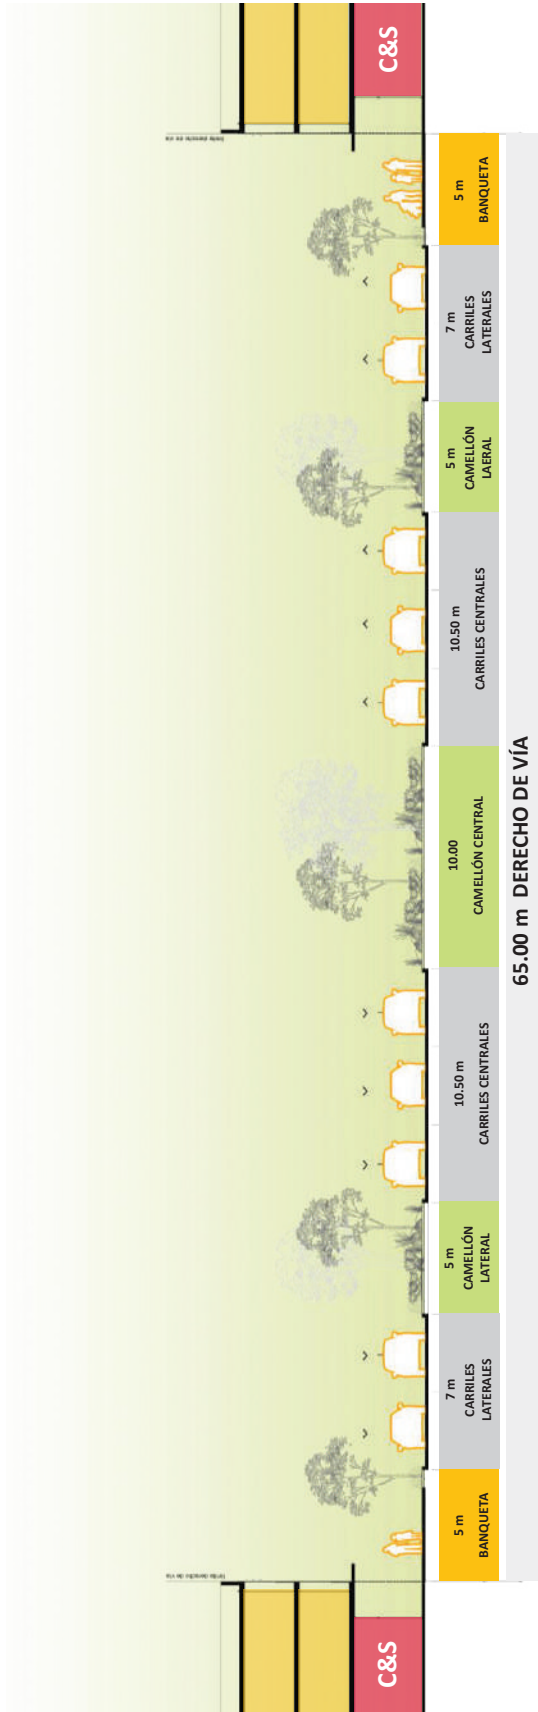 C&S
5 m
BANQUETA
7 m
CARRILES
LATERALES
5 m
CAMELLÓN
LATERAL
10.50 m
CARRILES CENTRALES
10.00
CAMELLÓN CENTRAL
10.50 m
CARRILES CENTRALES
5 m
CAMELLÓN
LAERAL
7 m
CARRILES
LATERALES
5 m
BANQUETA
C&S
65.00 m DERECHO DE VÍA